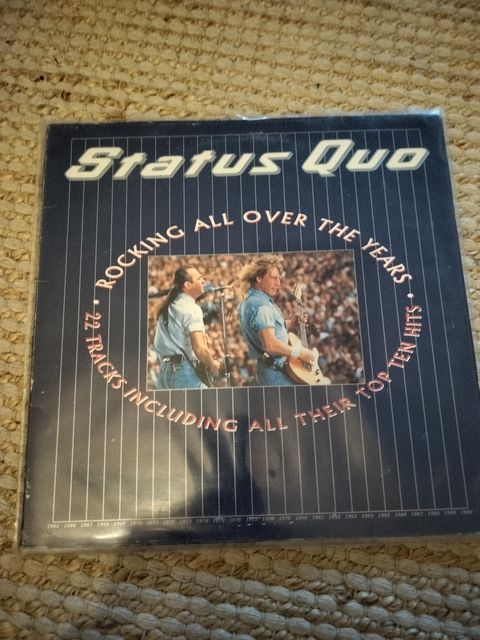 Status Quo
• ROCKING ALL OVER THE YEARS •
22 TRACKS INCLUDING ALL THEIR TOP TEN HITS